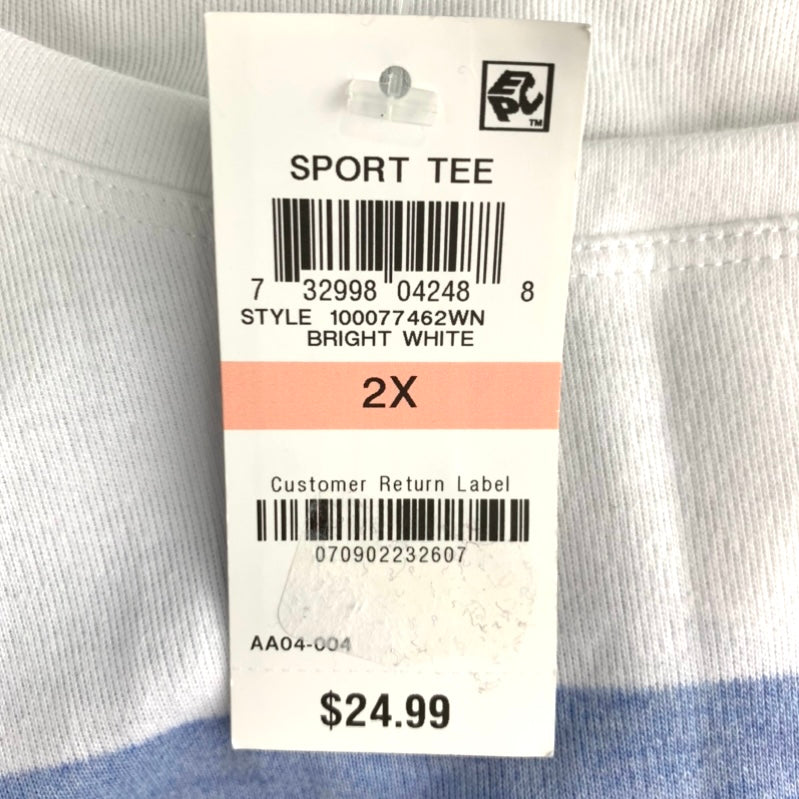 EPC
TM
SPORT TEE
7 32998 04248 8
STYLE 100077462WN
BRIGHT WHITE
2X
Customer Return Label
070902232607
AA04-004
$24.99